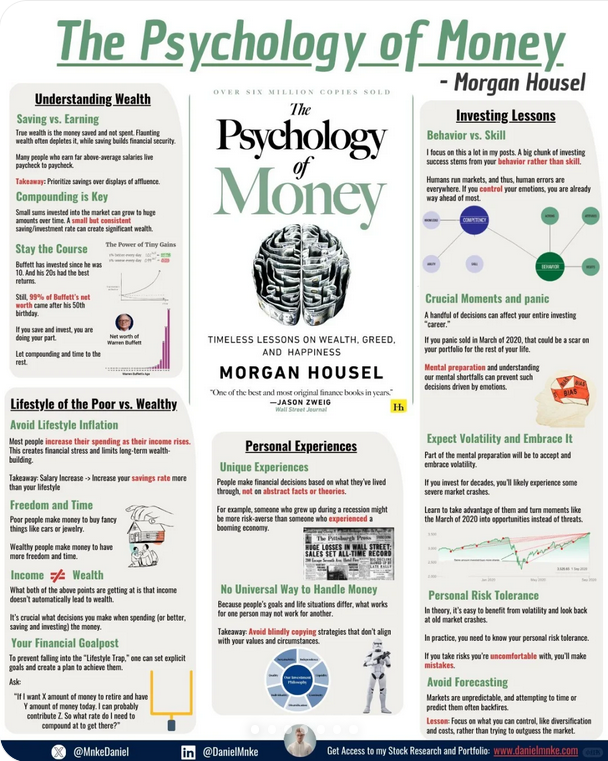 The Psychology of Money
- Morgan Housel
Understanding Wealth
Saving vs. Earning
True wealth is the money saved and not spent. Flaunting
wealth often depletes it, while saving builds financial security.
Many people who earn far above-average salaries live
paycheck to paycheck.
Takeaway: Prioritize savings over displays of affluence.
Compounding is Key
Small sums invested into the market can grow to huge
amounts over time. A small but consistent
saving/investment rate can create significant wealth.
Stay the Course
Buffett has invested since he was
10. And his 20s had the best
returns.
Still, 99% of Buffett's net
worth came after his 50th
birthday.
If you save and invest, you are
doing your part.
Let compounding and time to the
rest.
The Power of Tiny Gains
Net worth of
Warren Buffett
Warren Buffett's Age
Lifestyle of the Poor vs. Wealthy
Avoid Lifestyle Inflation
Most people increase their spending as their income rises.
This creates financial stress and limits long-term wealth-
building.
Takeaway: Salary Increase -> Increase your savings rate more
than your lifestyle
Freedom and Time
Poor people make money to buy fancy
things like cars or jewelry.
Wealthy people make money to have
more freedom and time.
Income ≠ Wealth
What both of the above points are getting at is that income
doesn't automatically lead to wealth.
It's crucial what decisions you make when spending (or better,
saving and investing) the money.
Your Financial Goalpost
To prevent falling into the "Lifestyle Trap," one can set explicit
goals and create a plan to achieve them.
Ask:
"If I want X amount of money to retire and have
Y amount of money today. I can probably
contribute Z. So what rate do I need to
compound at to get there?"
OVER SIX MILLION COPIES SOLD
The
Psychology
of
Money
TIMELESS LESSONS ON WEALTH, GREED,
AND HAPPINESS
MORGAN HOUSEL
"One of the best and most original finance books in years."
—JASON ZWEIG
Wall Street Journal
Hh
Personal Experiences
Unique Experiences
People make financial decisions based on what they've lived
through, not on abstract facts or theories.
For example, someone who grew up during a recession might
be more risk-averse than someone who experienced a
booming economy.
The Pittsburgh Press
HUGE LOSSES IN WALL STREET;
SALES SET ALL-TIME RECORD
No Universal Way to Handle Money
Because people's goals and life situations differ, what works
for one person may not work for another.
Takeaway: Avoid blindly copying strategies that don't align
with your values and circumstances.
Our Investment
Philosophy
Investing Lessons
Behavior vs. Skill
I focus on this a lot in my posts. A big chunk of investing
success stems from your behavior rather than skill.
Humans run markets, and thus, human errors are
everywhere. If you control your emotions, you are already
way ahead of most.
KNOWLEDGE
COMPETENCY
ABILITY
SKILL
BEHAVIOR
Crucial Moments and panic
A handful of decisions can affect your entire investing
"career."
If you panic sold in March of 2020, that could be a scar on
your portfolio for the rest of your life.
Mental preparation and understanding
our mental shortfalls can prevent such
decisions driven by emotions.
BIAS
BIAS
Expect Volatility and Embrace It
Part of the mental preparation will be to accept and
embrace volatility.
If you invest for decades, you'll likely experience some
severe market crashes.
Learn to take advantage of them and turn moments like
the March of 2020 into opportunities instead of threats.
Personal Risk Tolerance
In theory, it's easy to benefit from volatility and look back
at old market crashes.
In practice, you need to know your personal risk tolerance.
If you take risks you're uncomfortable with, you'll make
mistakes.
Avoid Forecasting
Markets are unpredictable, and attempting to time or
predict them often backfires.
Lesson: Focus on what you can control, like diversification
and costs, rather than trying to outguess the market.
@MnkeDaniel
in @DanielMnke
Get Access to my Stock Research and Portfolio: www.danielmnke.com